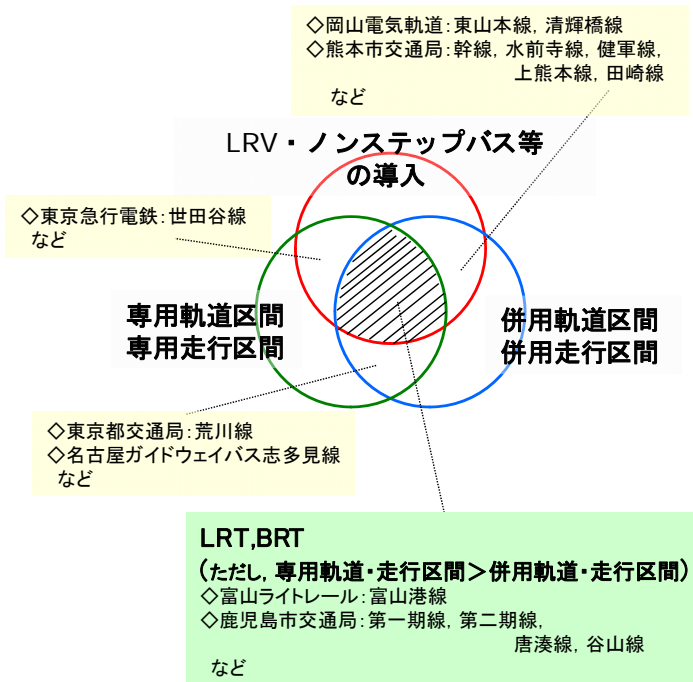 ◇岡山電気軌道：東山本線，清輝橋線
◇熊本市交通局：幹線，水前寺線，健軍線，
上熊本線，田崎線
など
LRV・ノンステップバス等
の導入
◇東京急行電鉄：世田谷線
など
専用軌道区間
専用走行区間
併用軌道区間
併用走行区間
◇東京都交通局：荒川線
◇名古屋ガイドウェイバス志多見線
など
LRT,BRT
（ただし，専用軌道・走行区間＞併用軌道・走行区間）
◇富山ライトレール：富山港線
◇鹿児島市交通局：第一期線，第二期線，
唐湊線，谷山線
など